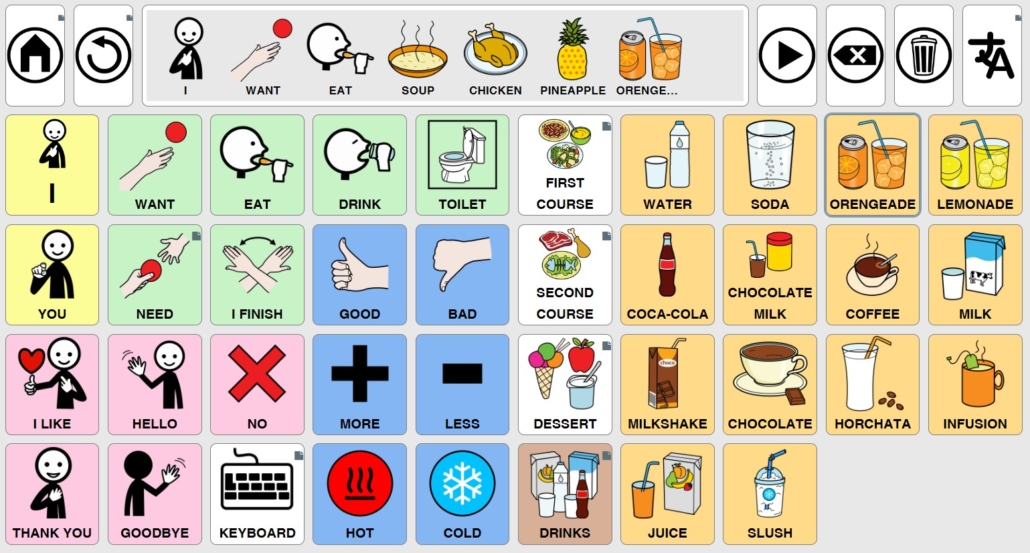 I WANT EAT SOUP CHICKEN PINEAPPLE ORENGE...
I WANT EAT DRINK TOILET FIRST COURSE WATER SODA ORENGEADE LEMONADE
YOU NEED I FINISH GOOD BAD SECOND COURSE COCA-COLA CHOCOLATE MILK COFFEE MILK
I LIKE HELLO NO MORE LESS DESSERT MILKSHAKE CHOCOLATE HORCHATA INFUSION
THANK YOU GOODBYE KEYBOARD HOT COLD DRINKS JUICE SLUSH